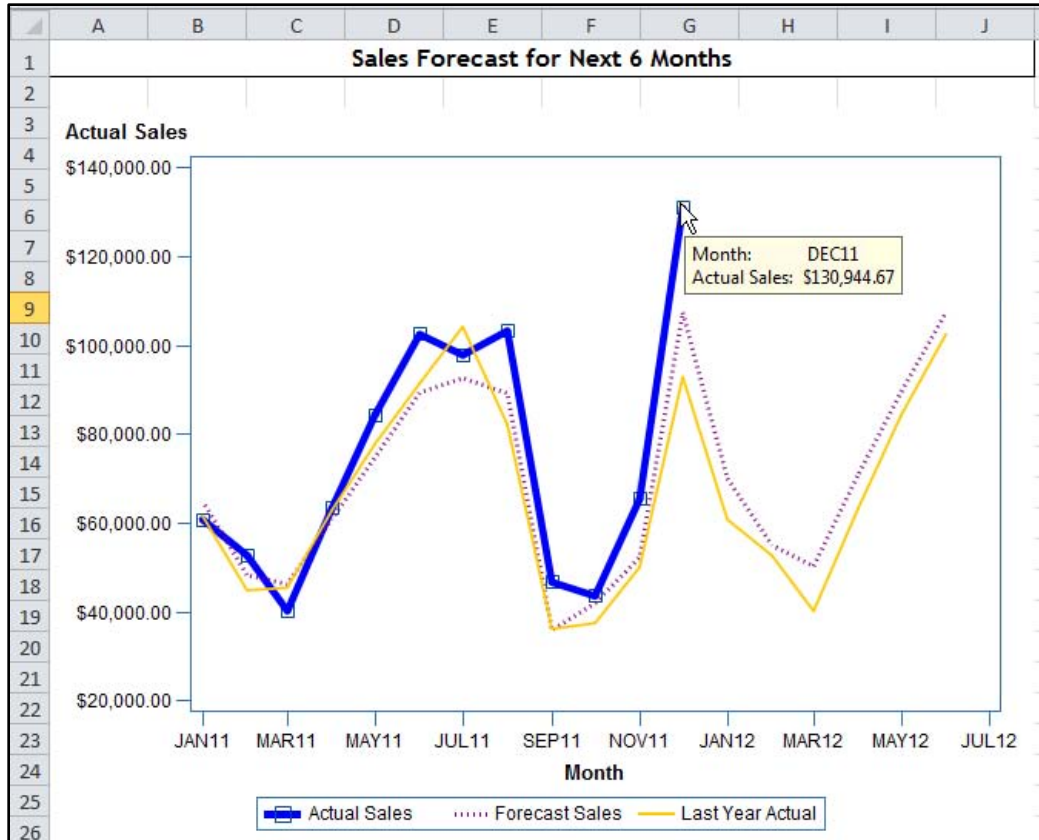 A B C D E F G H I J
1 Sales Forecast for Next 6 Months
2
3 Actual Sales
4 $140,000.00
5
6
7 $120,000.00 Month: DEC11
8 Actual Sales: $130,944.67
9
10 $100,000.00
11
12
13 $80,000.00
14
15
16 $60,000.00
17
18
19 $40,000.00
20
21
22 $20,000.00
23 JAN11 MAR11 MAY11 JUL11 SEP11 NOV11 JAN12 MAR12 MAY12 JUL12
24 Month
25 Actual Sales Forecast Sales Last Year Actual
26